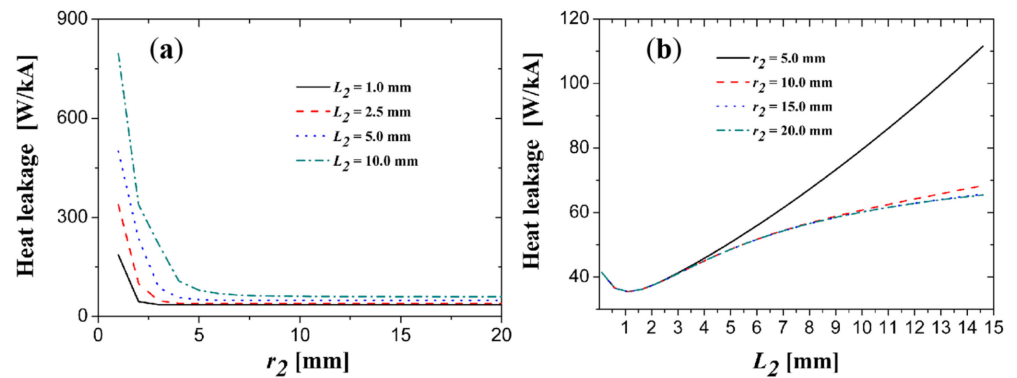 (a)
Heat leakage [W/kA]
900
600
300
0
L2 = 1.0 mm
L2 = 2.5 mm
L2 = 5.0 mm
L2 = 10.0 mm
0 5 10 15 20
r2 [mm]
(b)
Heat leakage [W/kA]
120
100
80
60
40
r2 = 5.0 mm
r2 = 10.0 mm
r2 = 15.0 mm
r2 = 20.0 mm
1 2 3 4 5 6 7 8 9 10 11 12 13 14 15
L2 [mm]